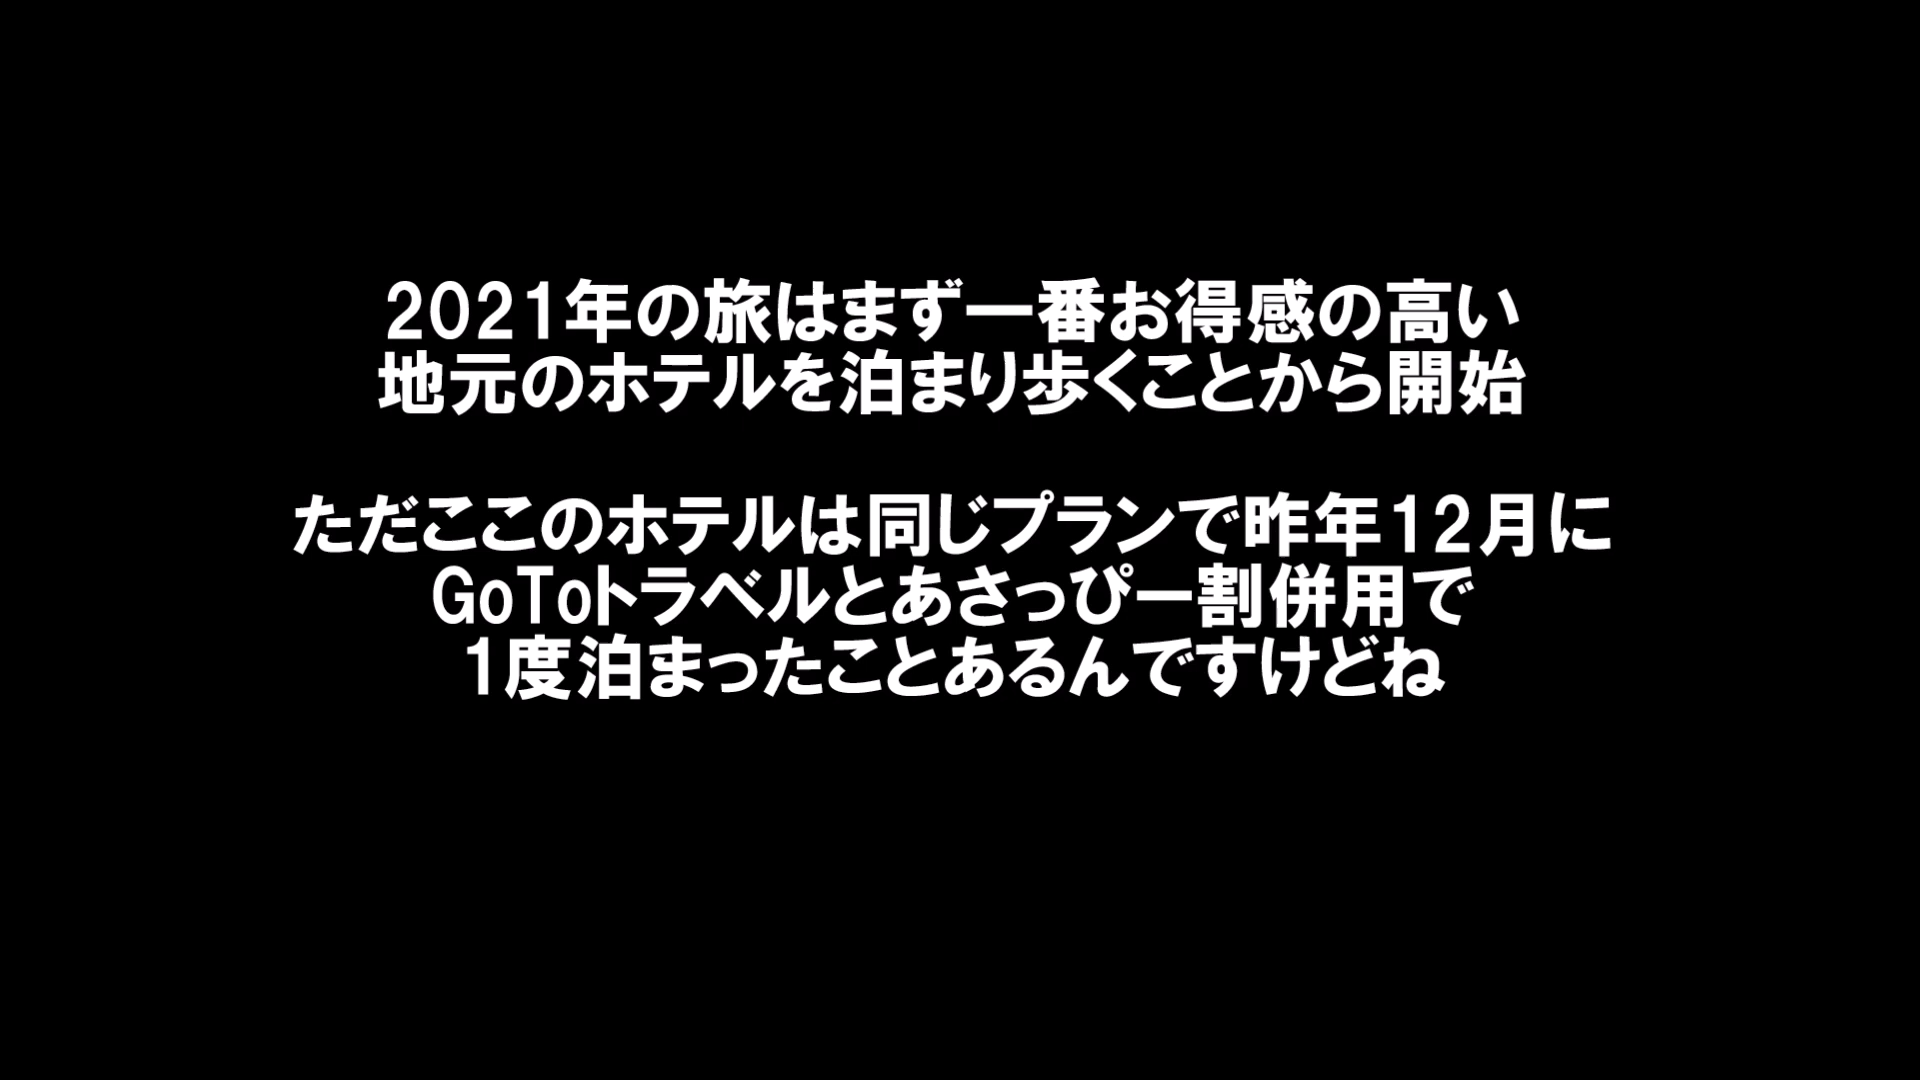 2021年の旅はまず一番お得感の高い
地元のホテルを泊まり歩くことから開始
ただここのホテルは同じプランで昨年12月に
GoToトラベルとあさっぴー割併用で
1度泊まったことあるんですけどね